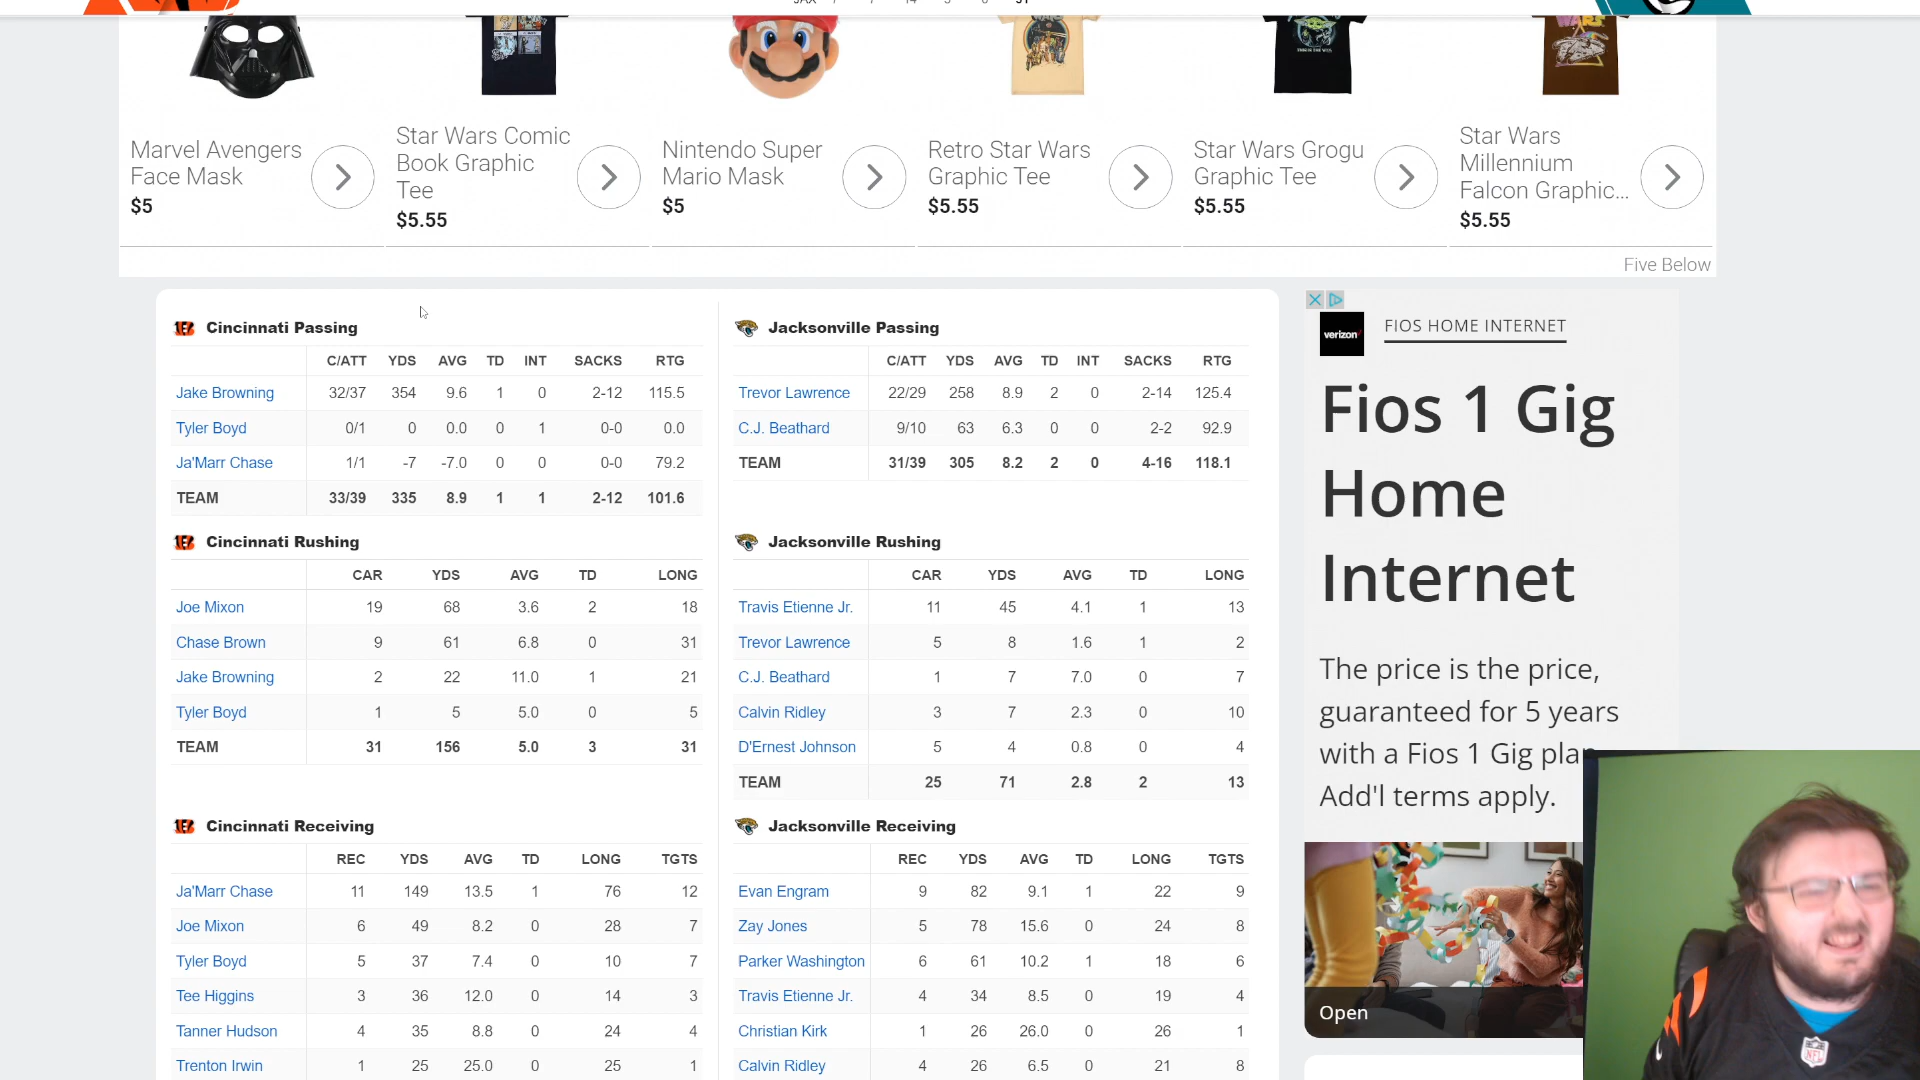 Marvel Avengers Face Mask
$5
Star Wars Comic Book Graphic Tee
$5.55
Nintendo Super Mario Mask
$5
Retro Star Wars Graphic Tee
$5.55
Star Wars Grogu Graphic Tee
$5.55
Star Wars Millennium Falcon Graphic...
$5.55
Five Below
Cincinnati Passing
C/ATT YDS AVG TD INT SACKS RTG
Jake Browning 32/37 354 9.6 1 0 2-12 115.5
Tyler Boyd 0/1 0 0.0 0 1 0-0 0.0
Ja'Marr Chase 1/1 -7 -7.0 0 0 0-0 79.2
TEAM 33/39 335 8.9 1 1 2-12 101.6
Jacksonville Passing
C/ATT YDS AVG TD INT SACKS RTG
Trevor Lawrence 22/29 258 8.9 2 0 2-14 125.4
C.J. Beathard 9/10 63 6.3 0 0 2-2 92.9
TEAM 31/39 305 8.2 2 0 4-16 118.1
Cincinnati Rushing
CAR YDS AVG TD LONG
Joe Mixon 19 68 3.6 2 18
Chase Brown 9 61 6.8 0 31
Jake Browning 2 22 11.0 1 21
Tyler Boyd 1 5 5.0 0 5
TEAM 31 156 5.0 3 31
Jacksonville Rushing
CAR YDS AVG TD LONG
Travis Etienne Jr. 11 45 4.1 1 13
Trevor Lawrence 5 8 1.6 1 2
C.J. Beathard 1 7 7.0 0 7
Calvin Ridley 3 7 2.3 0 10
D'Ernest Johnson 5 4 0.8 0 4
TEAM 25 71 2.8 2 13
Cincinnati Receiving
REC YDS AVG TD LONG TGTS
Ja'Marr Chase 11 149 13.5 1 76 12
Joe Mixon 6 49 8.2 0 28 7
Tyler Boyd 5 37 7.4 0 10 7
Tee Higgins 3 36 12.0 0 14 3
Tanner Hudson 4 35 8.8 0 24 4
Trenton Irwin 1 25 25.0 0 25 1
Jacksonville Receiving
REC YDS AVG TD LONG TGTS
Evan Engram 9 82 9.1 1 22 9
Zay Jones 5 78 15.6 0 24 8
Parker Washington 6 61 10.2 1 18 6
Travis Etienne Jr. 4 34 8.5 0 19 4
Christian Kirk 1 26 26.0 0 26 1
Calvin Ridley 4 26 6.5 0 21 8
verizon
FIOS HOME INTERNET
Fios 1 Gig
Home
Internet
The price is the price,
guaranteed for 5 years
with a Fios 1 Gig
Add'l terms apply.
Open
NFL